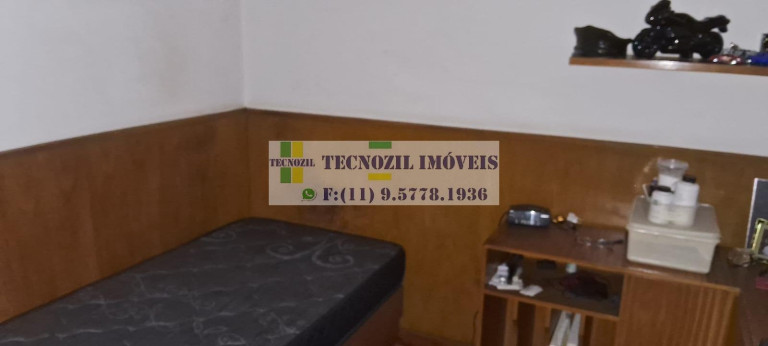 TECNOZIL TECNOZIL IMÓVEIS
F:(11) 9.5778.1936